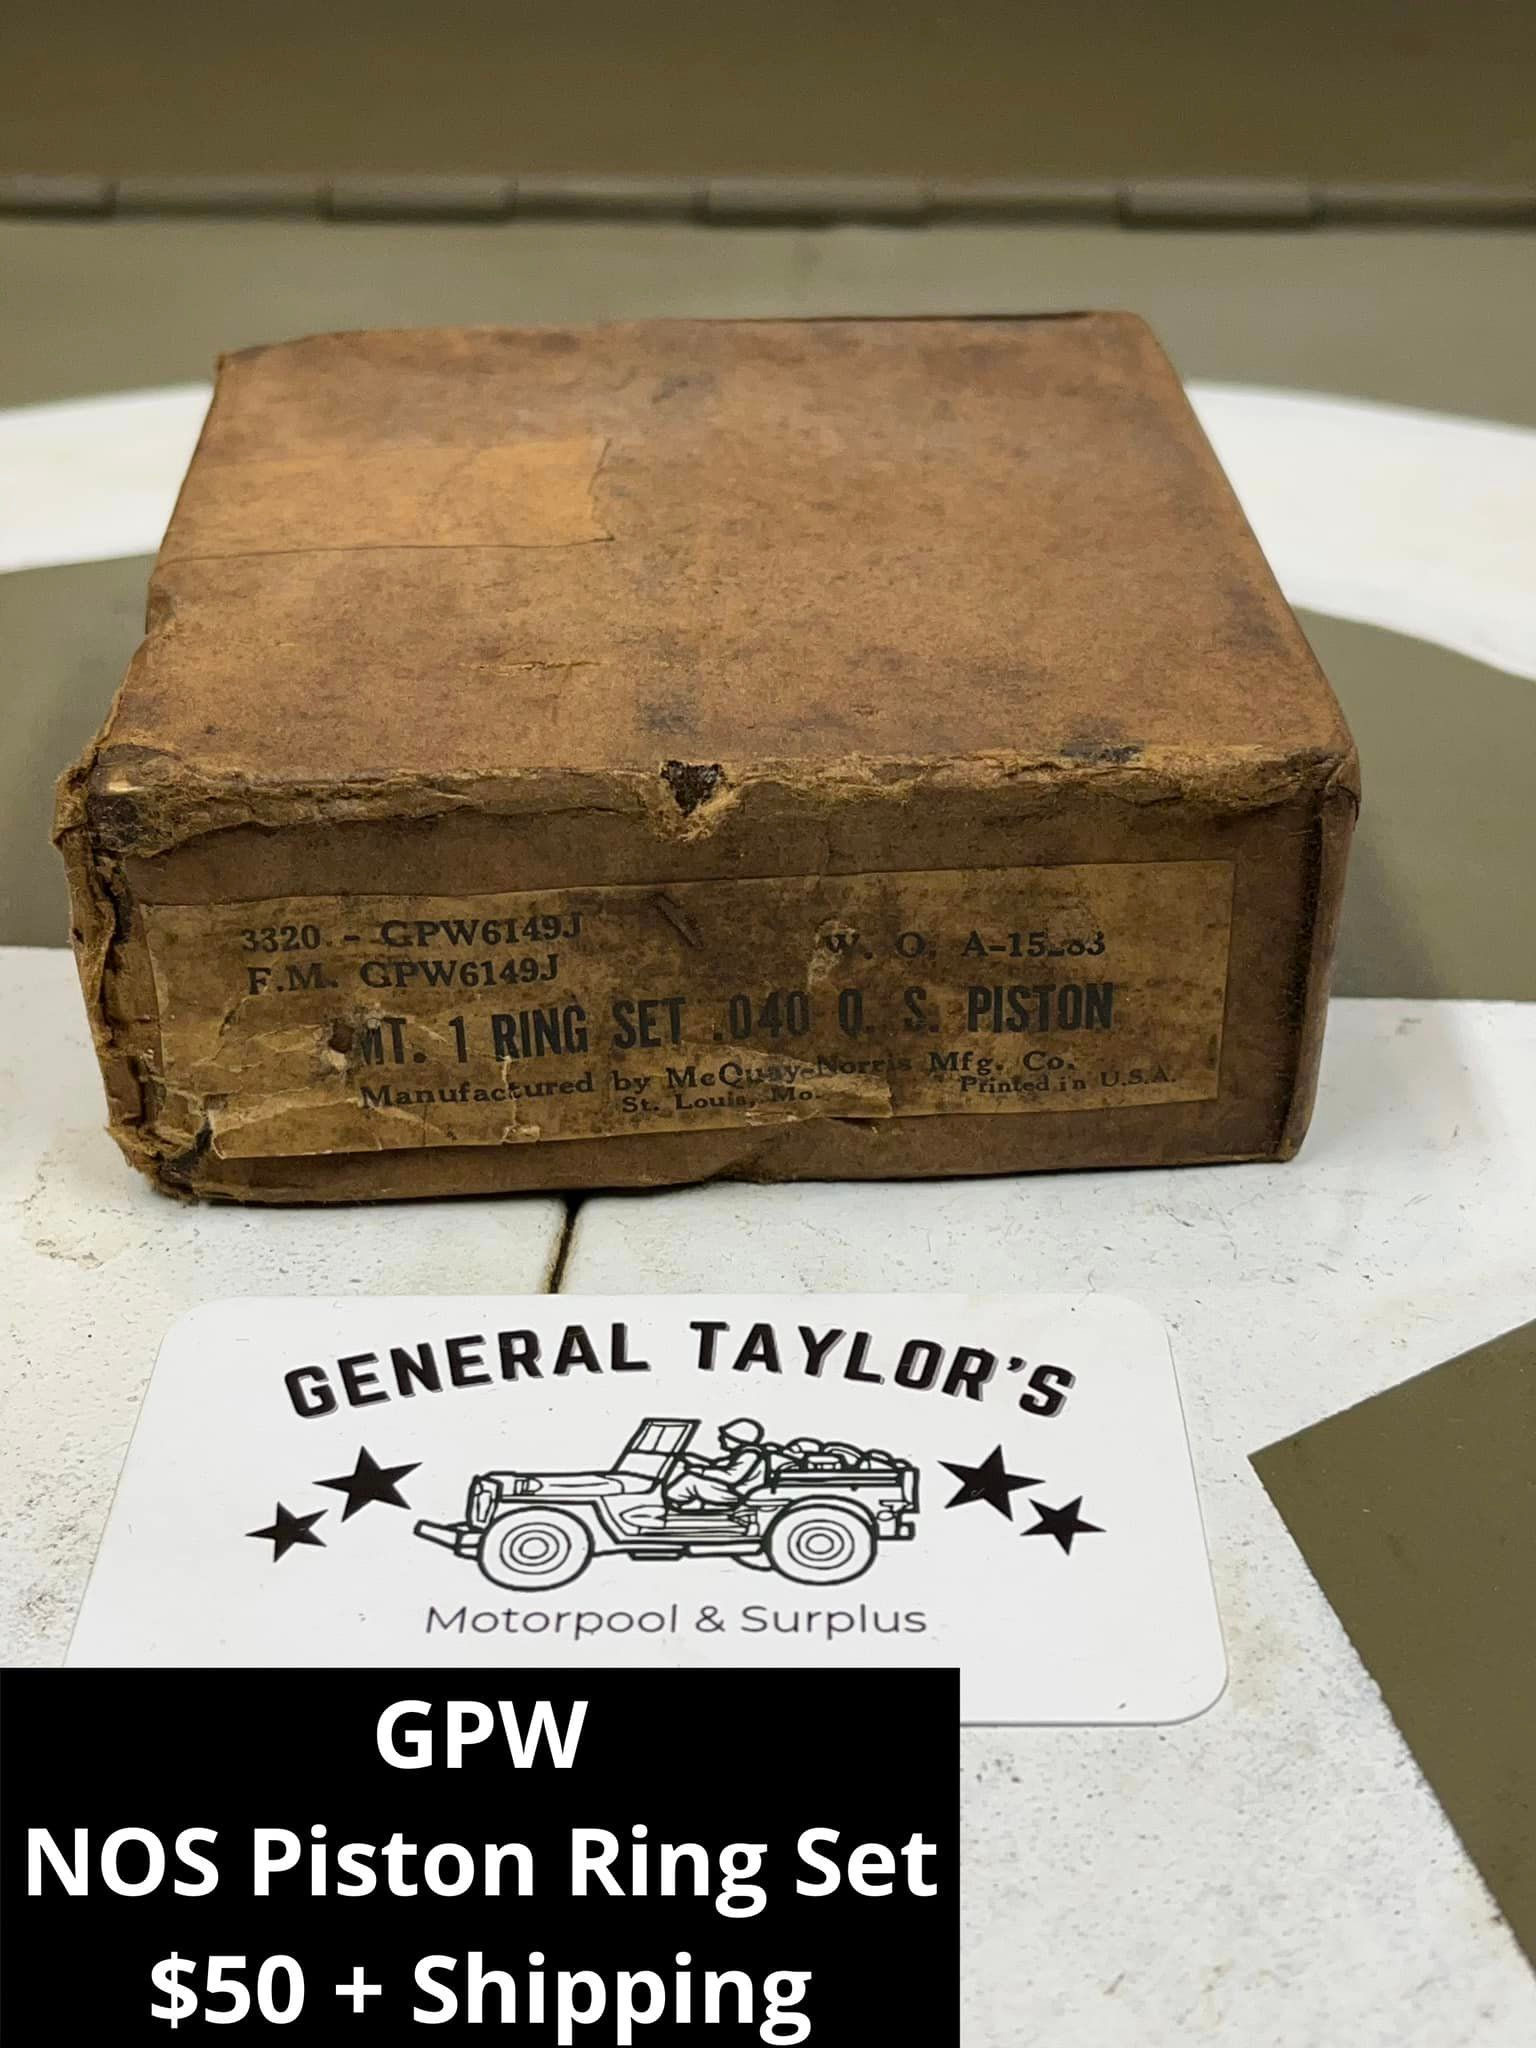 3320. - GPW6149J
W. O. A-15
F.M. GPW6149J
MT. 1 RING SET .040 O. S. PISTON
Manufactured by McQuay-Norris Mfg. Co.
St. Louis, Mo.
Printed in U.S.A.
GENERAL TAYLOR'S
Motorpool & Surplus
GPW
NOS Piston Ring Set
$50 + Shipping